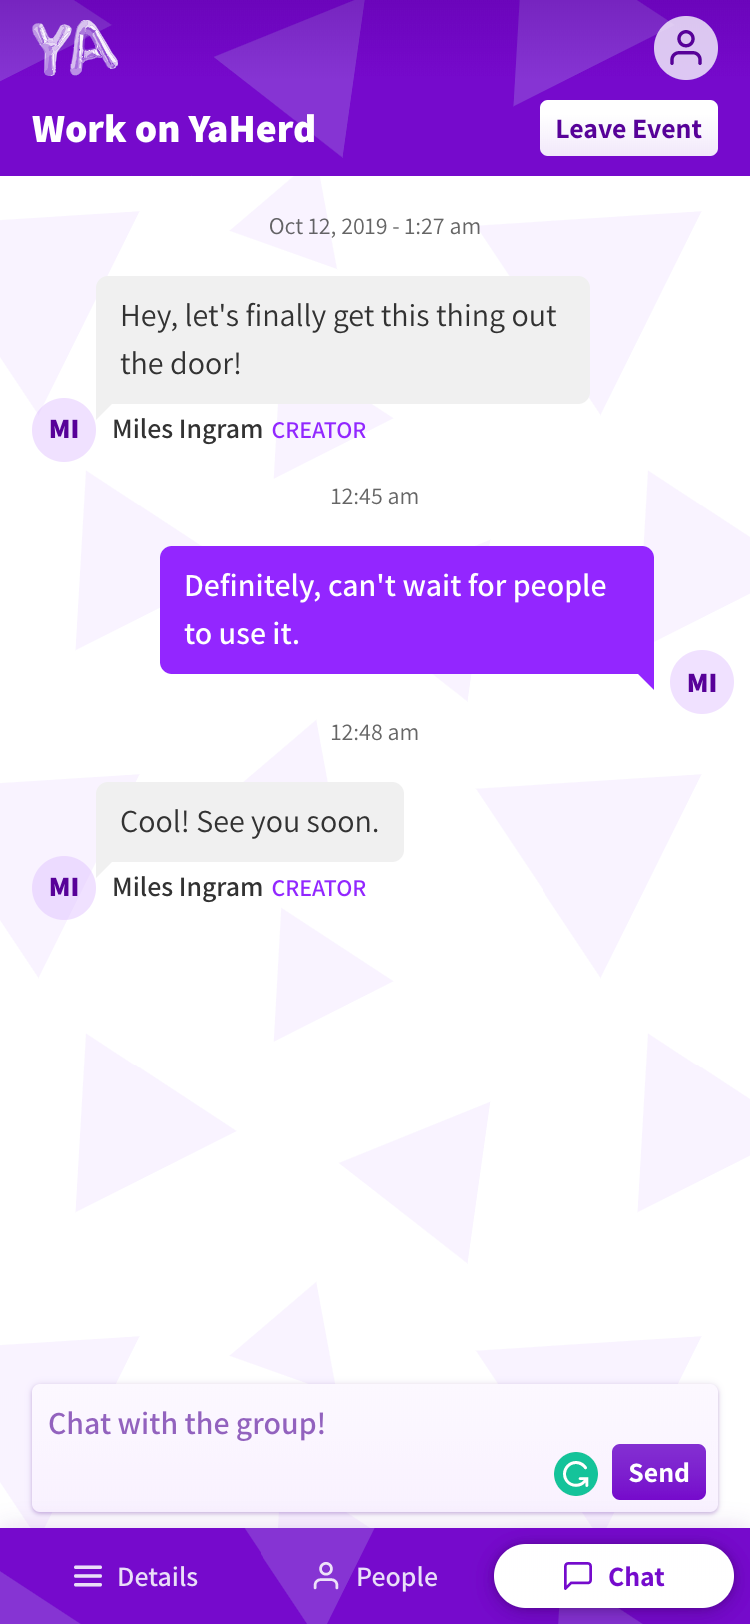 YA
Work on YaHerd
Leave Event
Oct 12, 2019 - 1:27 am
Hey, let's finally get this thing out
the door!
MI
Miles Ingram CREATOR
12:45 am
Definitely, can't wait for people
to use it.
MI
12:48 am
Cool! See you soon.
MI
Miles Ingram CREATOR
Chat with the group!
Send
Details
People
Chat